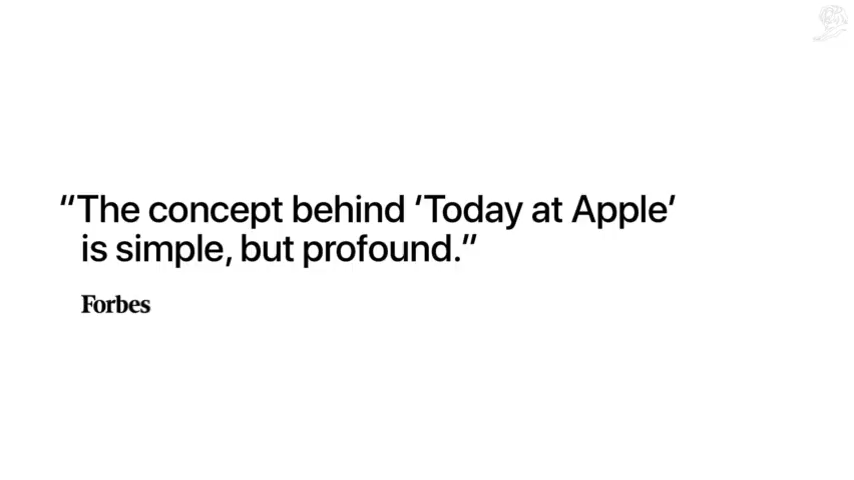 “The concept behind ‘Today at Apple’
is simple, but profound.”
Forbes